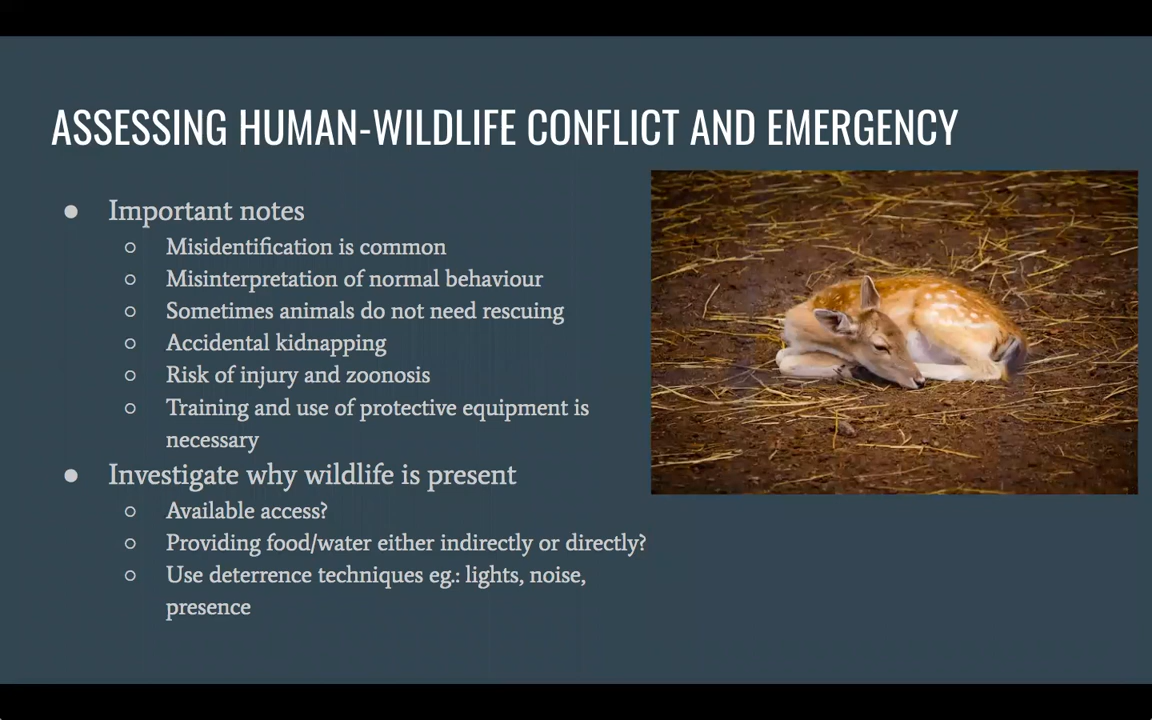 ASSESSING HUMAN-WILDLIFE CONFLICT AND EMERGENCY
● Important notes
○ Misidentification is common
○ Misinterpretation of normal behaviour
○ Sometimes animals do not need rescuing
○ Accidental kidnapping
○ Risk of injury and zoonosis
○ Training and use of protective equipment is
necessary
● Investigate why wildlife is present
○ Available access?
○ Providing food/water either indirectly or directly?
○ Use deterrence techniques eg.: lights, noise,
presence